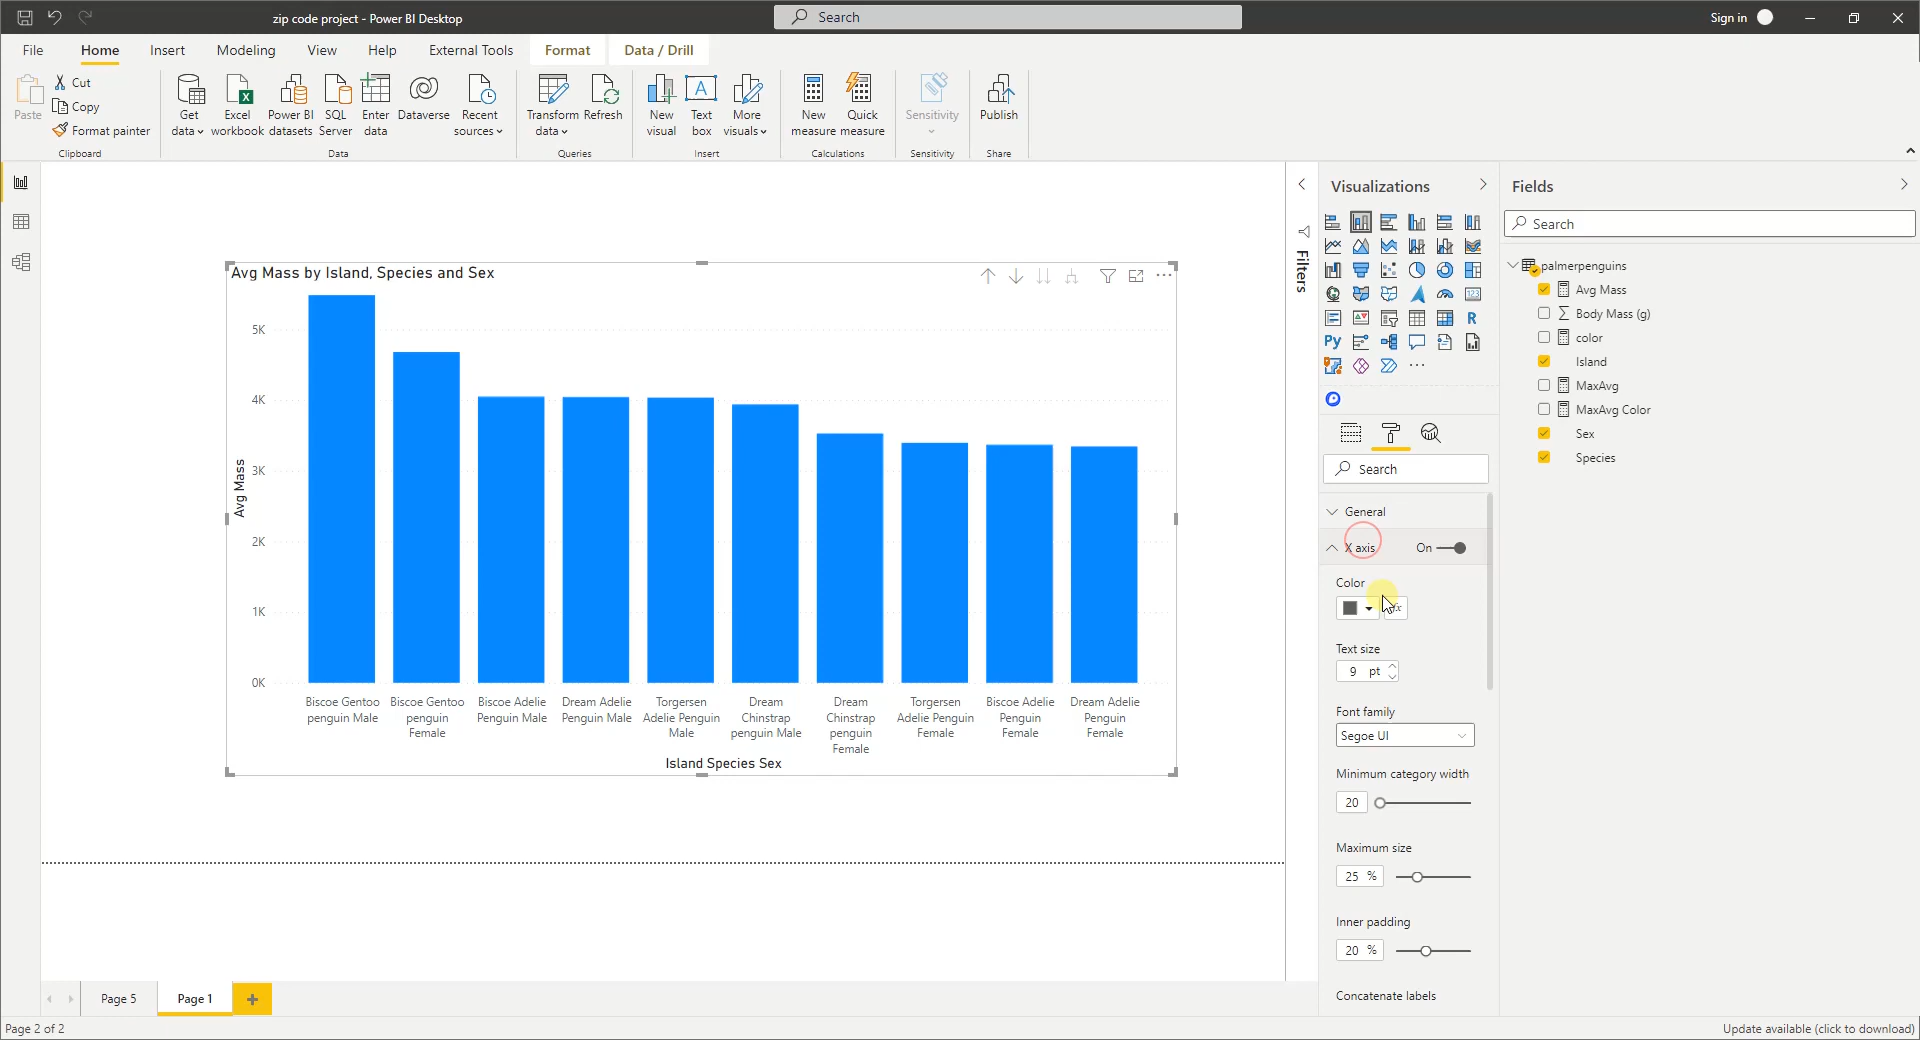 zip code project - Power BI Desktop
Search
Sign in
File
Home
Insert
Modeling
View
Help
External Tools
Format
Data / Drill
Paste
Cut
Copy
Format painter
Clipboard
Get
data
Excel
workbook
Power BI
datasets
SQL
Server
Enter
data
Dataverse
Recent
sources
Data
Transform
data
Refresh
Queries
New
visual
Text
box
More
visuals
Insert
New
measure
Quick
measure
Calculations
Sensitivity
Sensitivity
Publish
Share
Avg Mass by Island, Species and Sex
Avg Mass
5K
4K
3K
2K
1K
0K
Biscoe Gentoo
penguin Male
Biscoe Gentoo
penguin
Female
Biscoe Adelie
Penguin Male
Dream Adelie
Penguin Male
Torgersen
Adelie Penguin
Male
Dream
Chinstrap
penguin Male
Dream
Chinstrap
penguin
Female
Torgersen
Adelie Penguin
Female
Biscoe Adelie
Penguin
Female
Dream Adelie
Penguin
Female
Island Species Sex
Filters
Visualizations
123
R
Py
Search
General
X axis
On
Color
fx
Text size
9 pt
Font family
Segoe UI
Minimum category width
20
Maximum size
25 %
Inner padding
20 %
Concatenate labels
Fields
Search
palmerpenguins
Avg Mass
Body Mass (g)
color
Island
MaxAvg
MaxAvg Color
Sex
Species
Page 5
Page 1
Page 2 of 2
Update available (click to download)